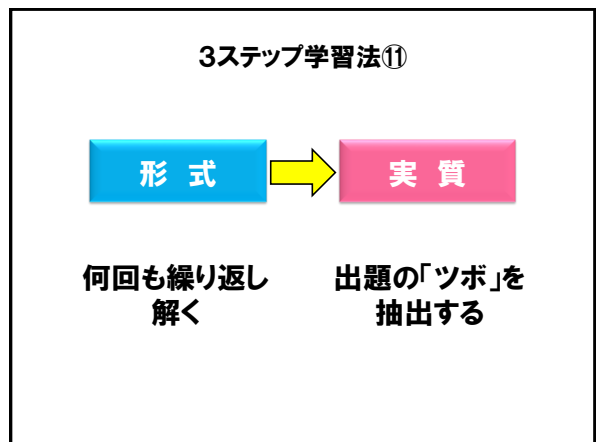 3ステップ学習法⑪
形 式
実 質
何回も繰り返し
解く
出題の「ツボ」を
抽出する